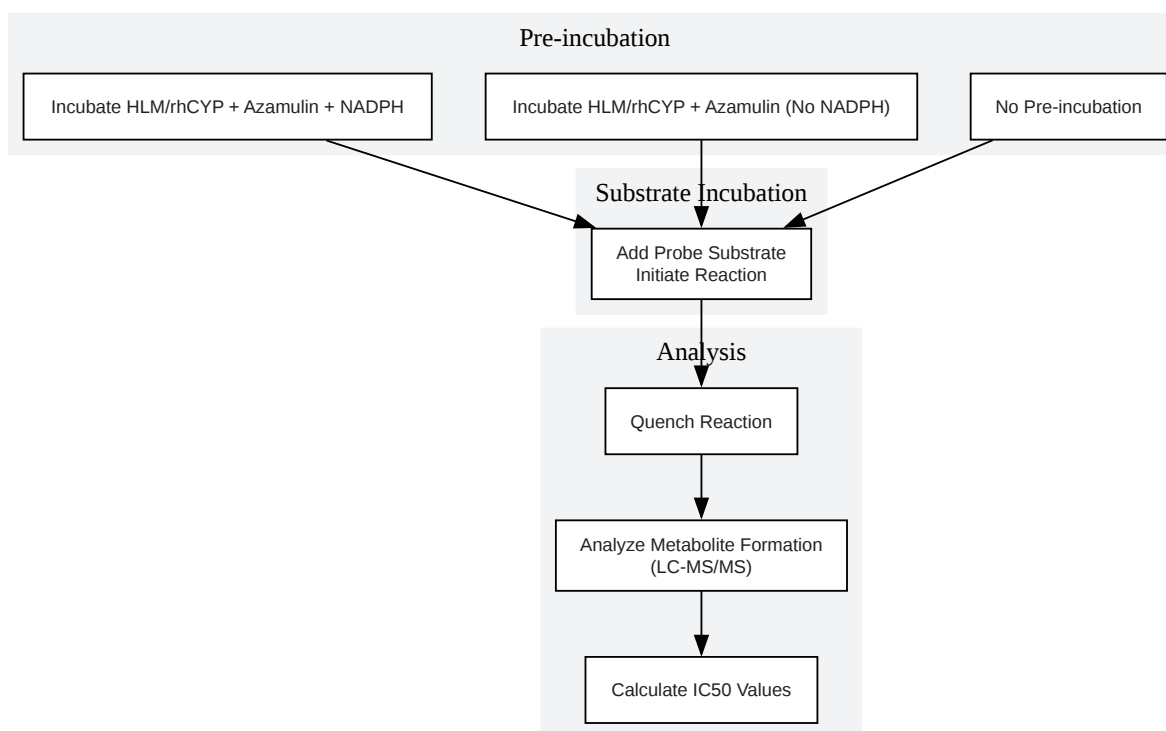 Pre-incubation
Incubate HLM/rhCYP + Azamulin + NADPH
Incubate HLM/rhCYP + Azamulin (No NADPH)
No Pre-incubation
Substrate Incubation
Add Probe Substrate
Initiate Reaction
Analysis
Quench Reaction
Analyze Metabolite Formation
(LC-MS/MS)
Calculate IC50 Values